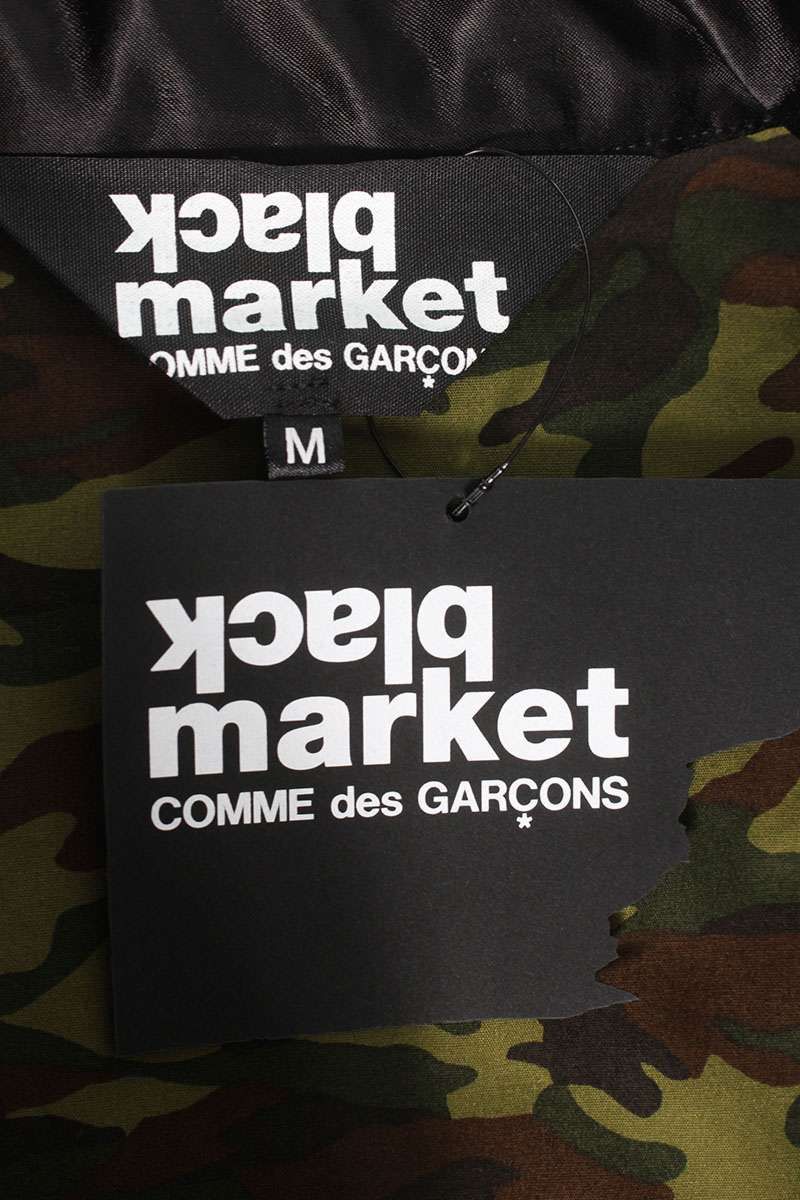 black
market
COMME des GARÇON
M
black
market
COMME des GARÇONS
*